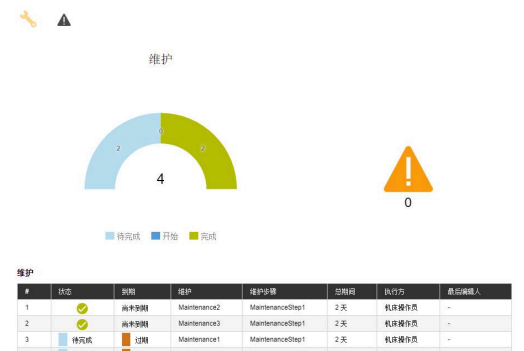 维护
2
0
2
4
0
待完成 开始 完成
维护
# 状态 到期 维护 维护步骤 总期间 执行方 最后编辑人
1 尚未到期 Maintenance2 MaintenanceStep1 2 天 机床操作员 -
2 尚未到期 Maintenance3 MaintenanceStep1 2 天 机床操作员 -
3 待完成 过期 Maintenance1 MaintenanceStep1 2 天 机床操作员 -